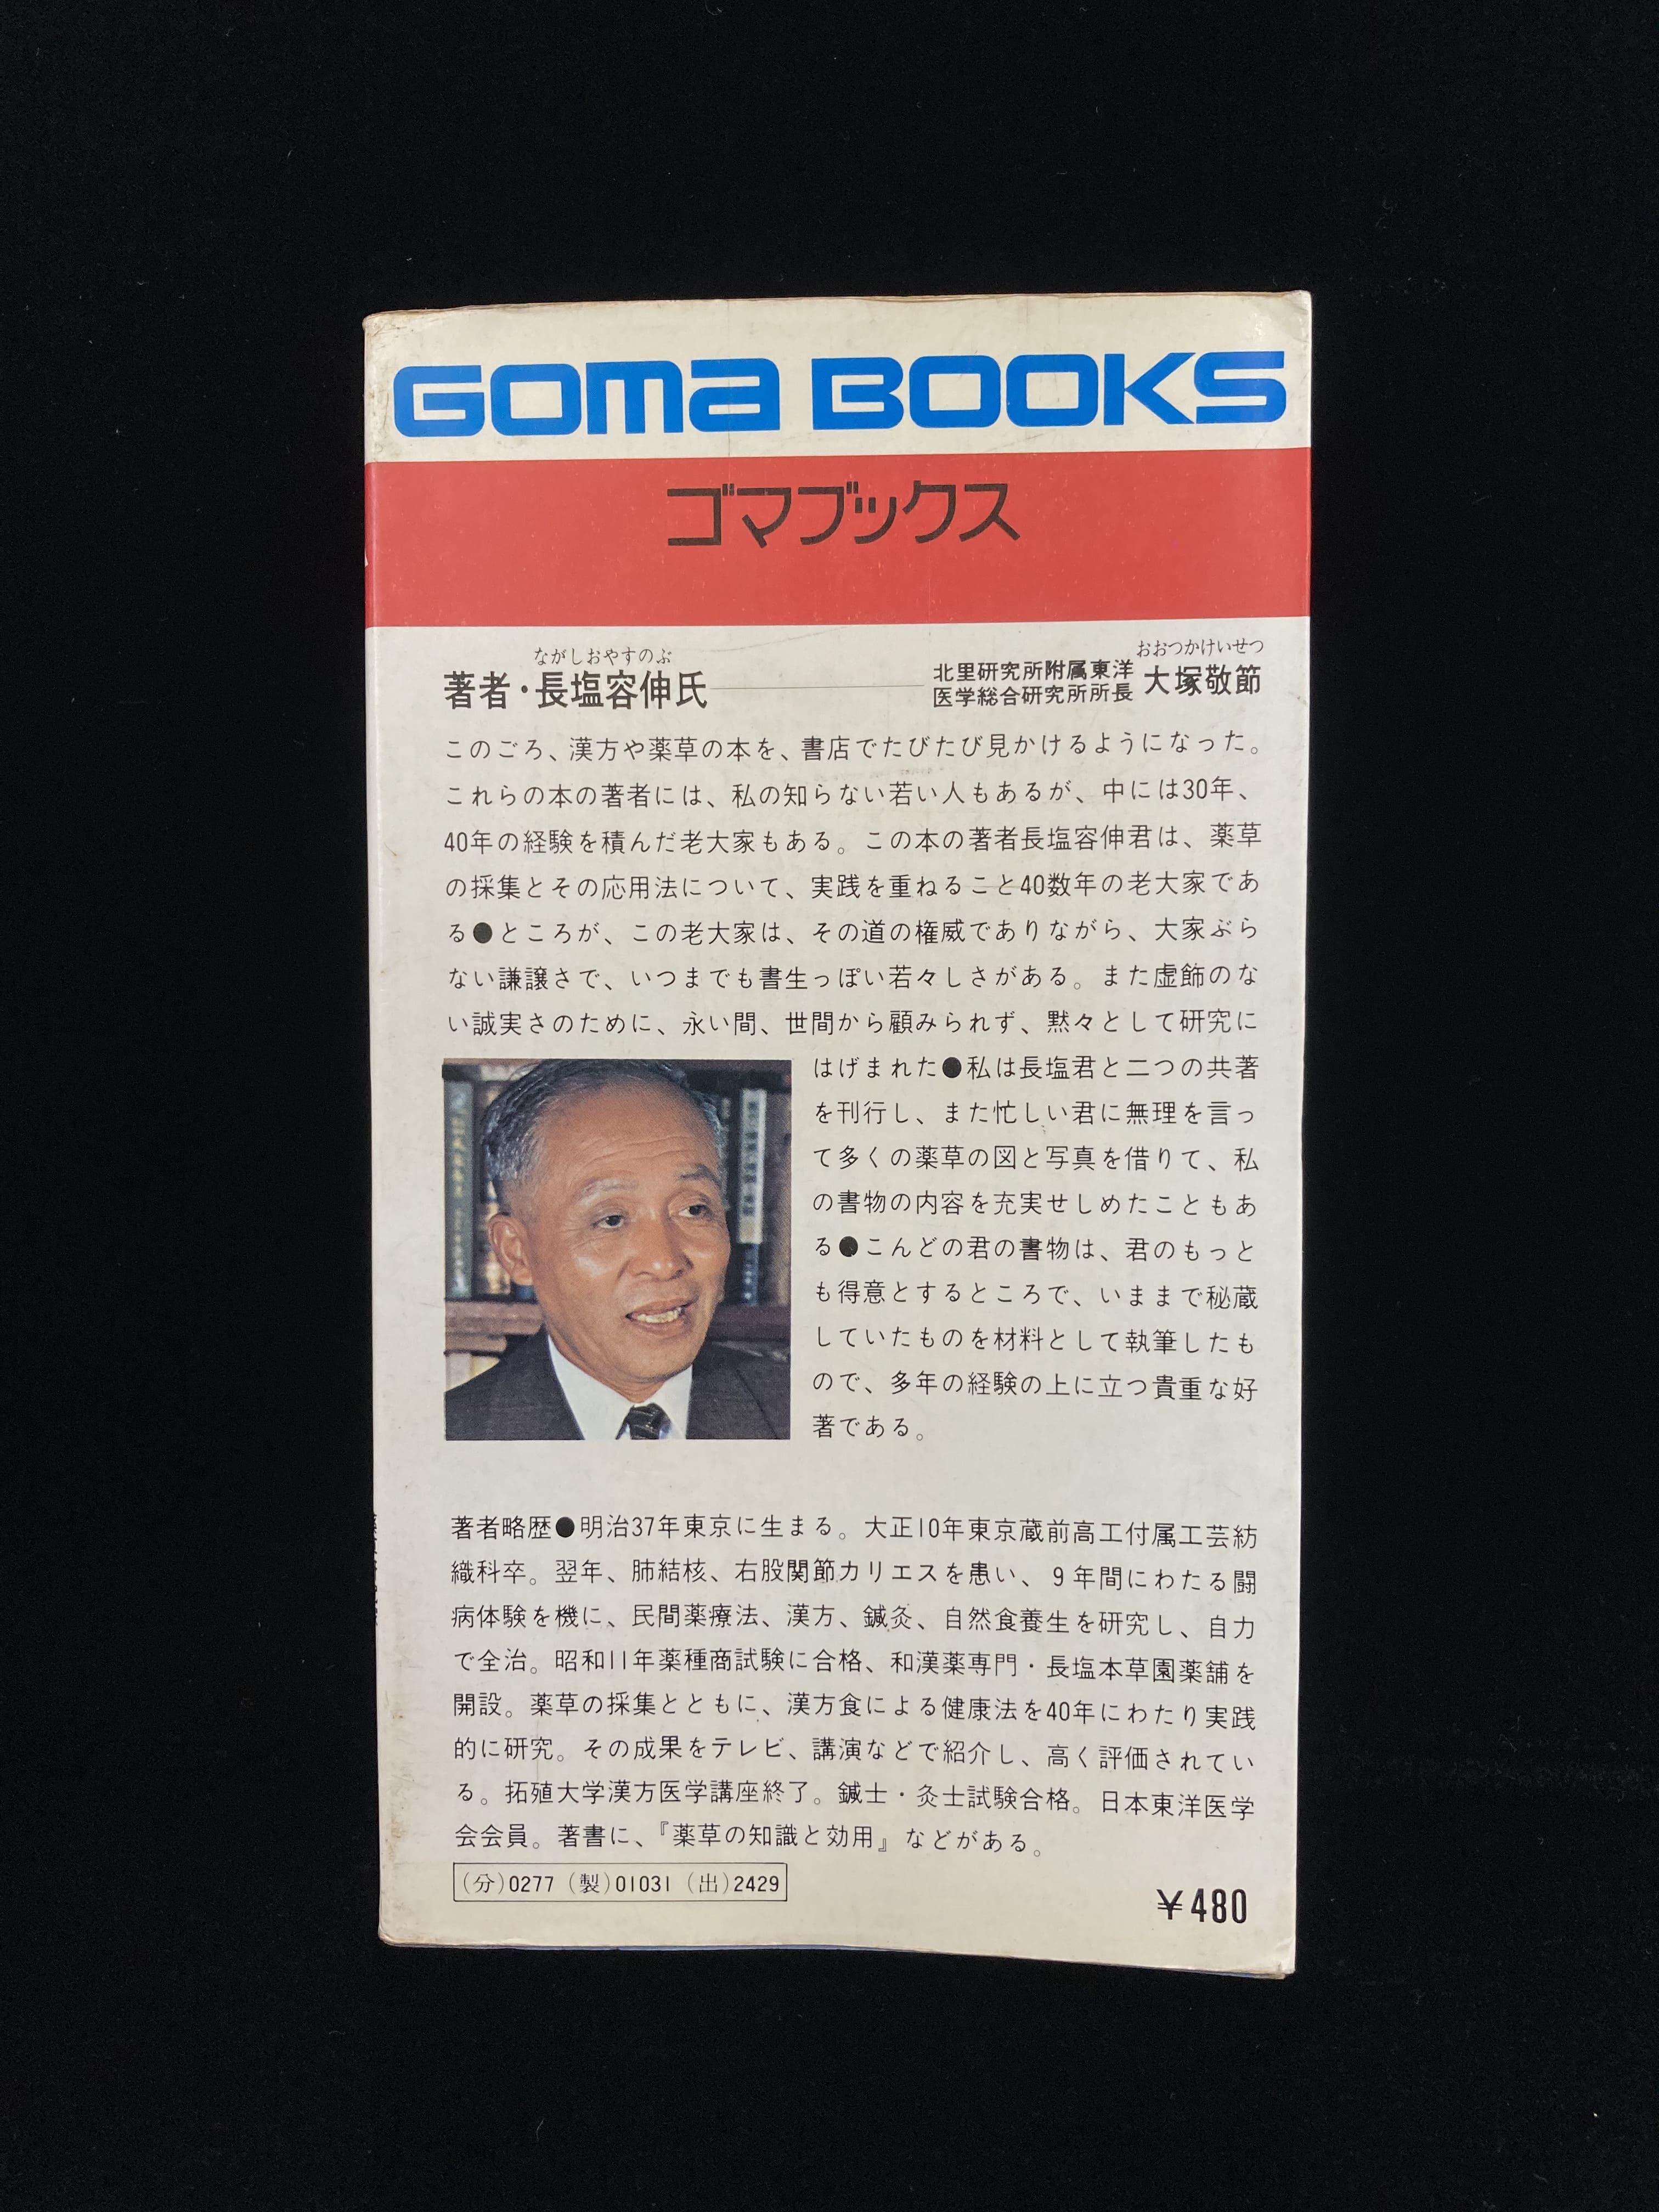 GOMA BOOKS
ゴマブックス
ながしおやすのぶ
著者・長塩容伸氏
北里研究所附属東洋
医学総合研究所所長
おおつかけいせつ
大塚敬節
このごろ、漢方や薬草の本を、書店でたびたび見かけるようになった。
これらの本の著者には、私の知らない若い人もあるが、中には30年、
40年の経験を積んだ老大家もある。この本の著者長塩容伸君は、薬草
の採集とその応用法について、実践を重ねること40数年の老大家であ
る●ところが、この老大家は、その道の権威でありながら、大家ぶら
ない謙譲さで、いつまでも書生っぽい若々しさがある。また虚飾のな
い誠実さのために、永い間、世間から顧みられず、黙々として研究に
はげまれた●私は長塩君と二つの共著
を刊行し、また忙しい君に無理を言っ
て多くの薬草の図と写真を借りて、私
の書物の内容を充実せしめたこともあ
る●こんどの君の書物は、君のもっと
も得意とするところで、いままで秘蔵
していたものを材料として執筆したも
ので、多年の経験の上に立つ貴重な好
著である。
著者略歴●明治37年東京に生まる。大正10年東京蔵前高工付属工芸紡
織科卒。翌年、肺結核、右股関節カリエスを患い、9年間にわたる闘
病体験を機に、民間薬療法、漢方、鍼灸、自然食養生を研究し、自力
で全治。昭和11年薬種商試験に合格、和漢薬専門・長塩本草園薬舗を
開設。薬草の採集とともに、漢方食による健康法を40年にわたり実践
的に研究。その成果をテレビ、講演などで紹介し、高く評価されてい
る。拓殖大学漢方医学講座終了。鍼士・灸士試験合格。日本東洋医学
会会員。著書に、『薬草の知識と効用』などがある。
(分)0277 (製)01031 (出)2429
￥480